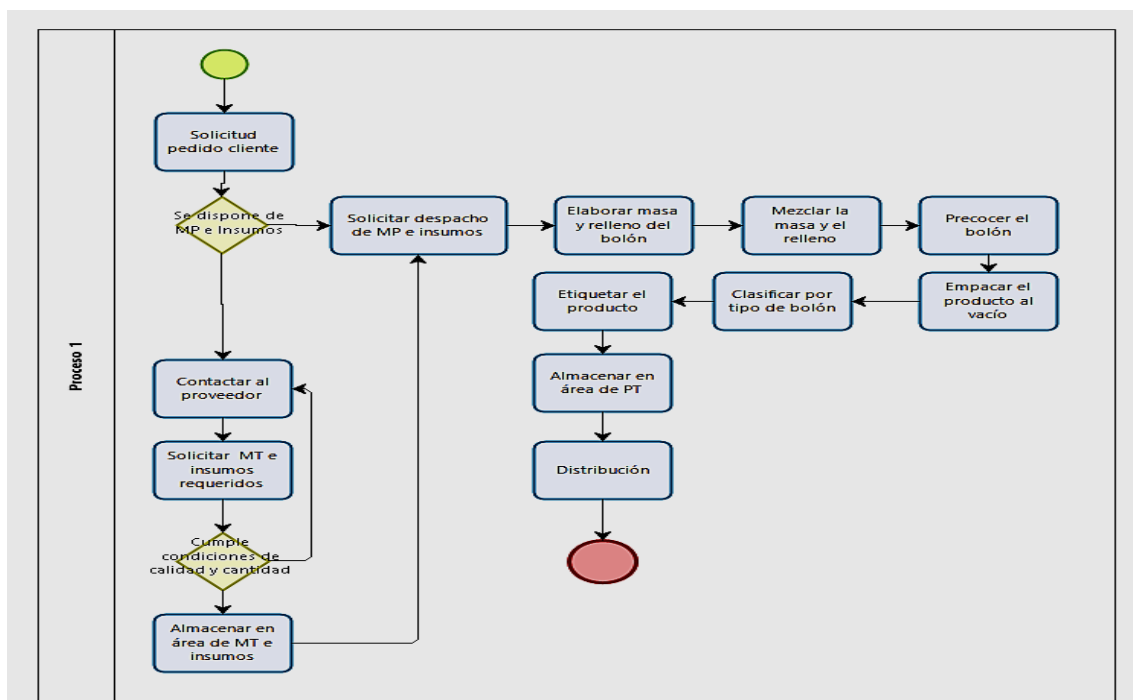 Proceso 1
Solicitud
pedido cliente
Se dispone de
MP e Insumos
Solicitar despacho
de MP e insumos
Elaborar masa
y relleno del
bolón
Mezclar la
masa y el
relleno
Precocer el
bolón
Empacar el
producto al
vacío
Clasificar por
tipo de bolón
Etiquetar el
producto
Almacenar en
área de PT
Distribución
Contactar al
proveedor
Solicitar MT e
insumos
requeridos
Cumple
condiciones de
calidad y cantidad
Almacenar en
área de MT e
insumos